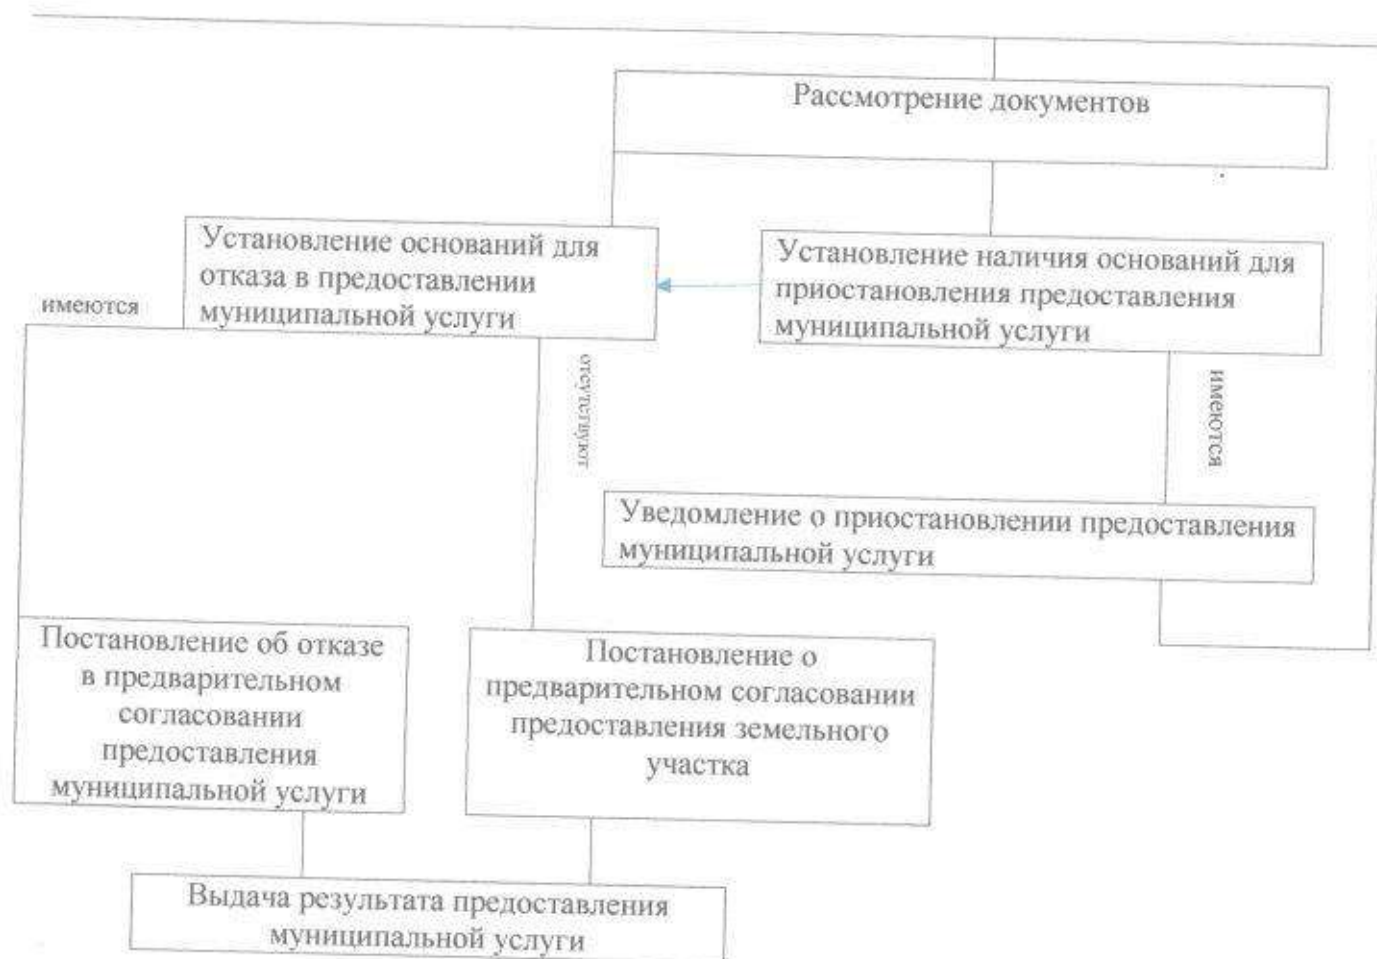 Рассмотрение документов
Установление оснований для
отказа в предоставлении
муниципальной услуги
Установление наличия оснований для
приостановления предоставления
муниципальной услуги
имеются
отсутствуют
имеются
Уведомление о приостановлении предоставления
муниципальной услуги
Постановление об отказе
в предварительном
согласовании
предоставления
муниципальной услуги
Постановление о
предварительном согласовании
предоставления земельного
участка
Выдача результата предоставления
муниципальной услуги